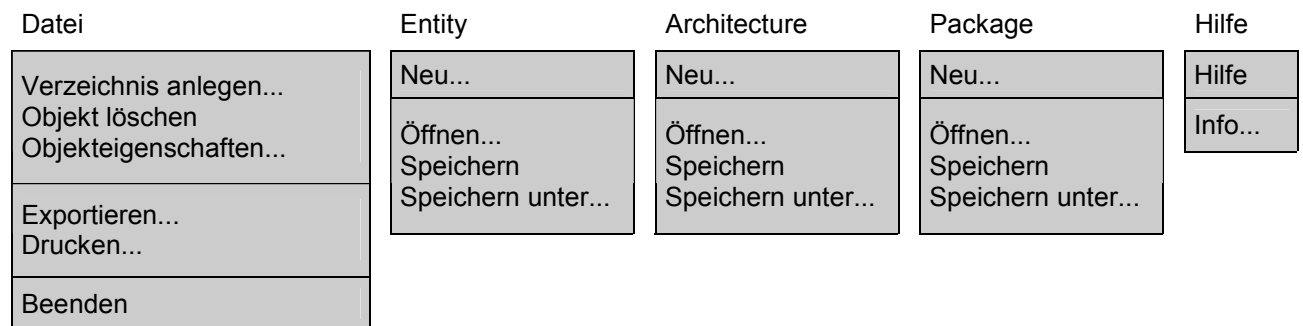 Datei
Verzeichnis anlegen...
Objekt löschen
Objekteigenschaften...
Exportieren...
Drucken...
Beenden
Entity
Neu...
Öffnen...
Speichern
Speichern unter...
Architecture
Neu...
Öffnen...
Speichern
Speichern unter...
Package
Neu...
Öffnen...
Speichern
Speichern unter...
Hilfe
Hilfe
Info...